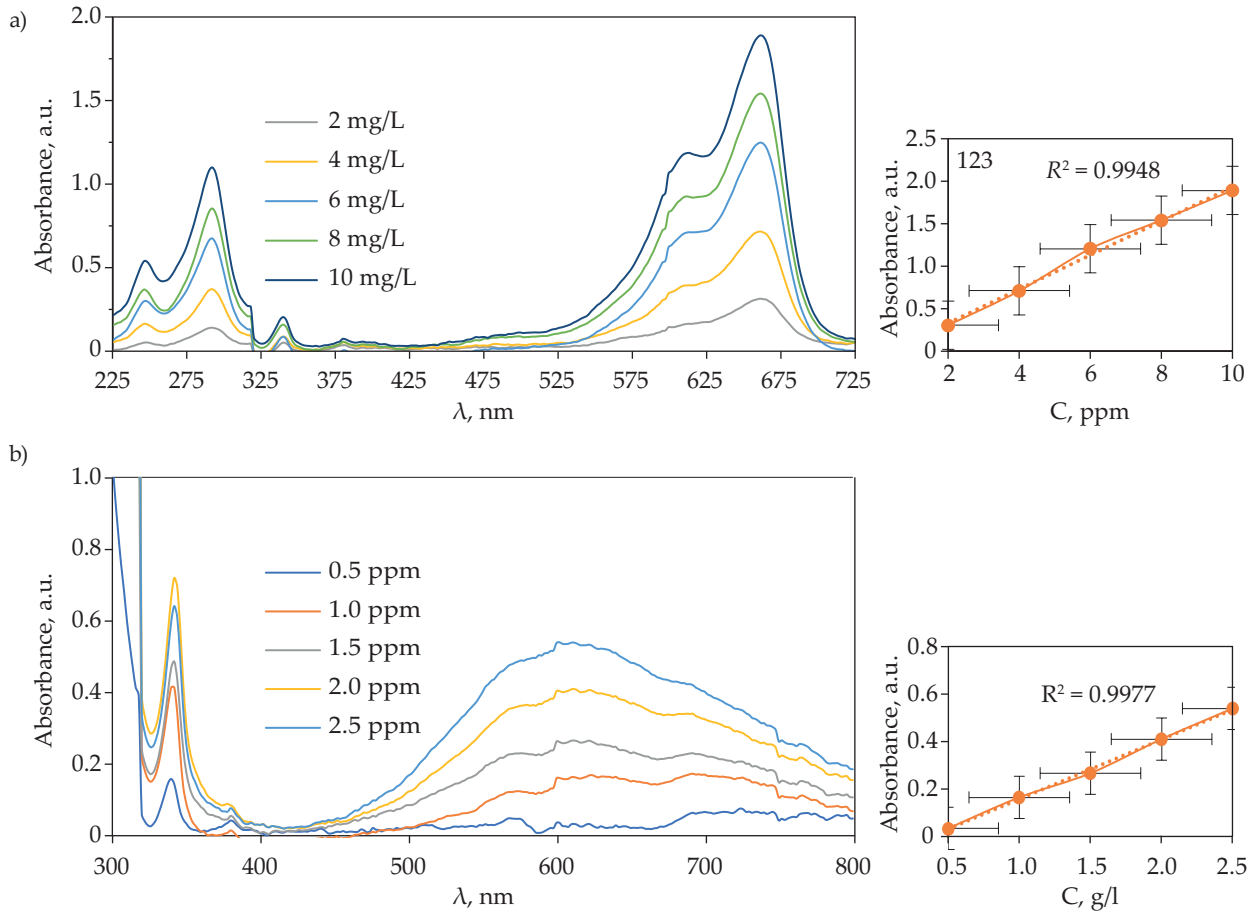 a)
2.0
1.5
1.0
0.5
0
Absorbance, a.u.
2 mg/L
4 mg/L
6 mg/L
8 mg/L
10 mg/L
225 275 325 375 425 475 525 575 625 675 725
λ, nm
123
R² = 0.9948
2.5
2.0
1.5
1.0
0.5
0
Absorbance, a.u.
2 4 6 8 10
C, ppm
b)
1.0
0.8
0.6
0.4
0.2
0
Absorbance, a.u.
0.5 ppm
1.0 ppm
1.5 ppm
2.0 ppm
2.5 ppm
300 400 500 600 700 800
λ, nm
R² = 0.9977
0.8
0.6
0.4
0.2
0
Absorbance, a.u.
0.5 1.0 1.5 2.0 2.5
C, g/l